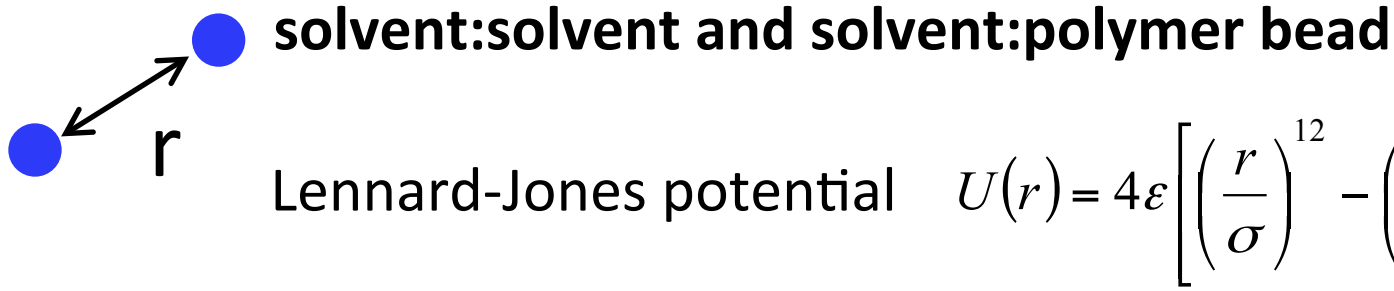 solvent:solvent and solvent:polymer bead
r
Lennard-Jones potential U(r) = 4ε[(r/σ)^12 − (